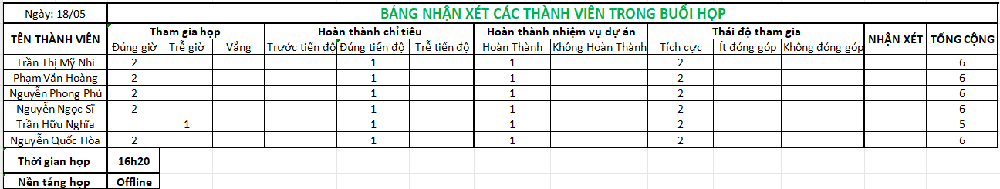 Ngày: 18/05 BẢNG NHẬN XÉT CÁC THÀNH VIÊN TRONG BUỔI HỌP
TÊN THÀNH VIÊN Tham gia họp Hoàn thành chỉ tiêu Hoàn thành nhiệm vụ dự án Thái độ tham gia NHẬN XÉT TỔNG CỘNG
Đúng giờ Trễ giờ Vắng Trước tiến độ Đúng tiến độ Trễ tiến độ Hoàn Thành Không Hoàn Thành Tích cực Ít đóng góp Không đóng góp
Trần Thị Mỹ Nhi 2 1 1 2 6
Phạm Văn Hoàng 2 1 1 2 6
Nguyễn Phong Phú 2 1 1 2 6
Nguyễn Ngọc Sĩ 2 1 1 2 6
Trần Hữu Nghĩa 1 1 1 2 5
Nguyễn Quốc Hòa 2 1 1 2 6
Thời gian họp 16h20
Nền tảng họp Offline